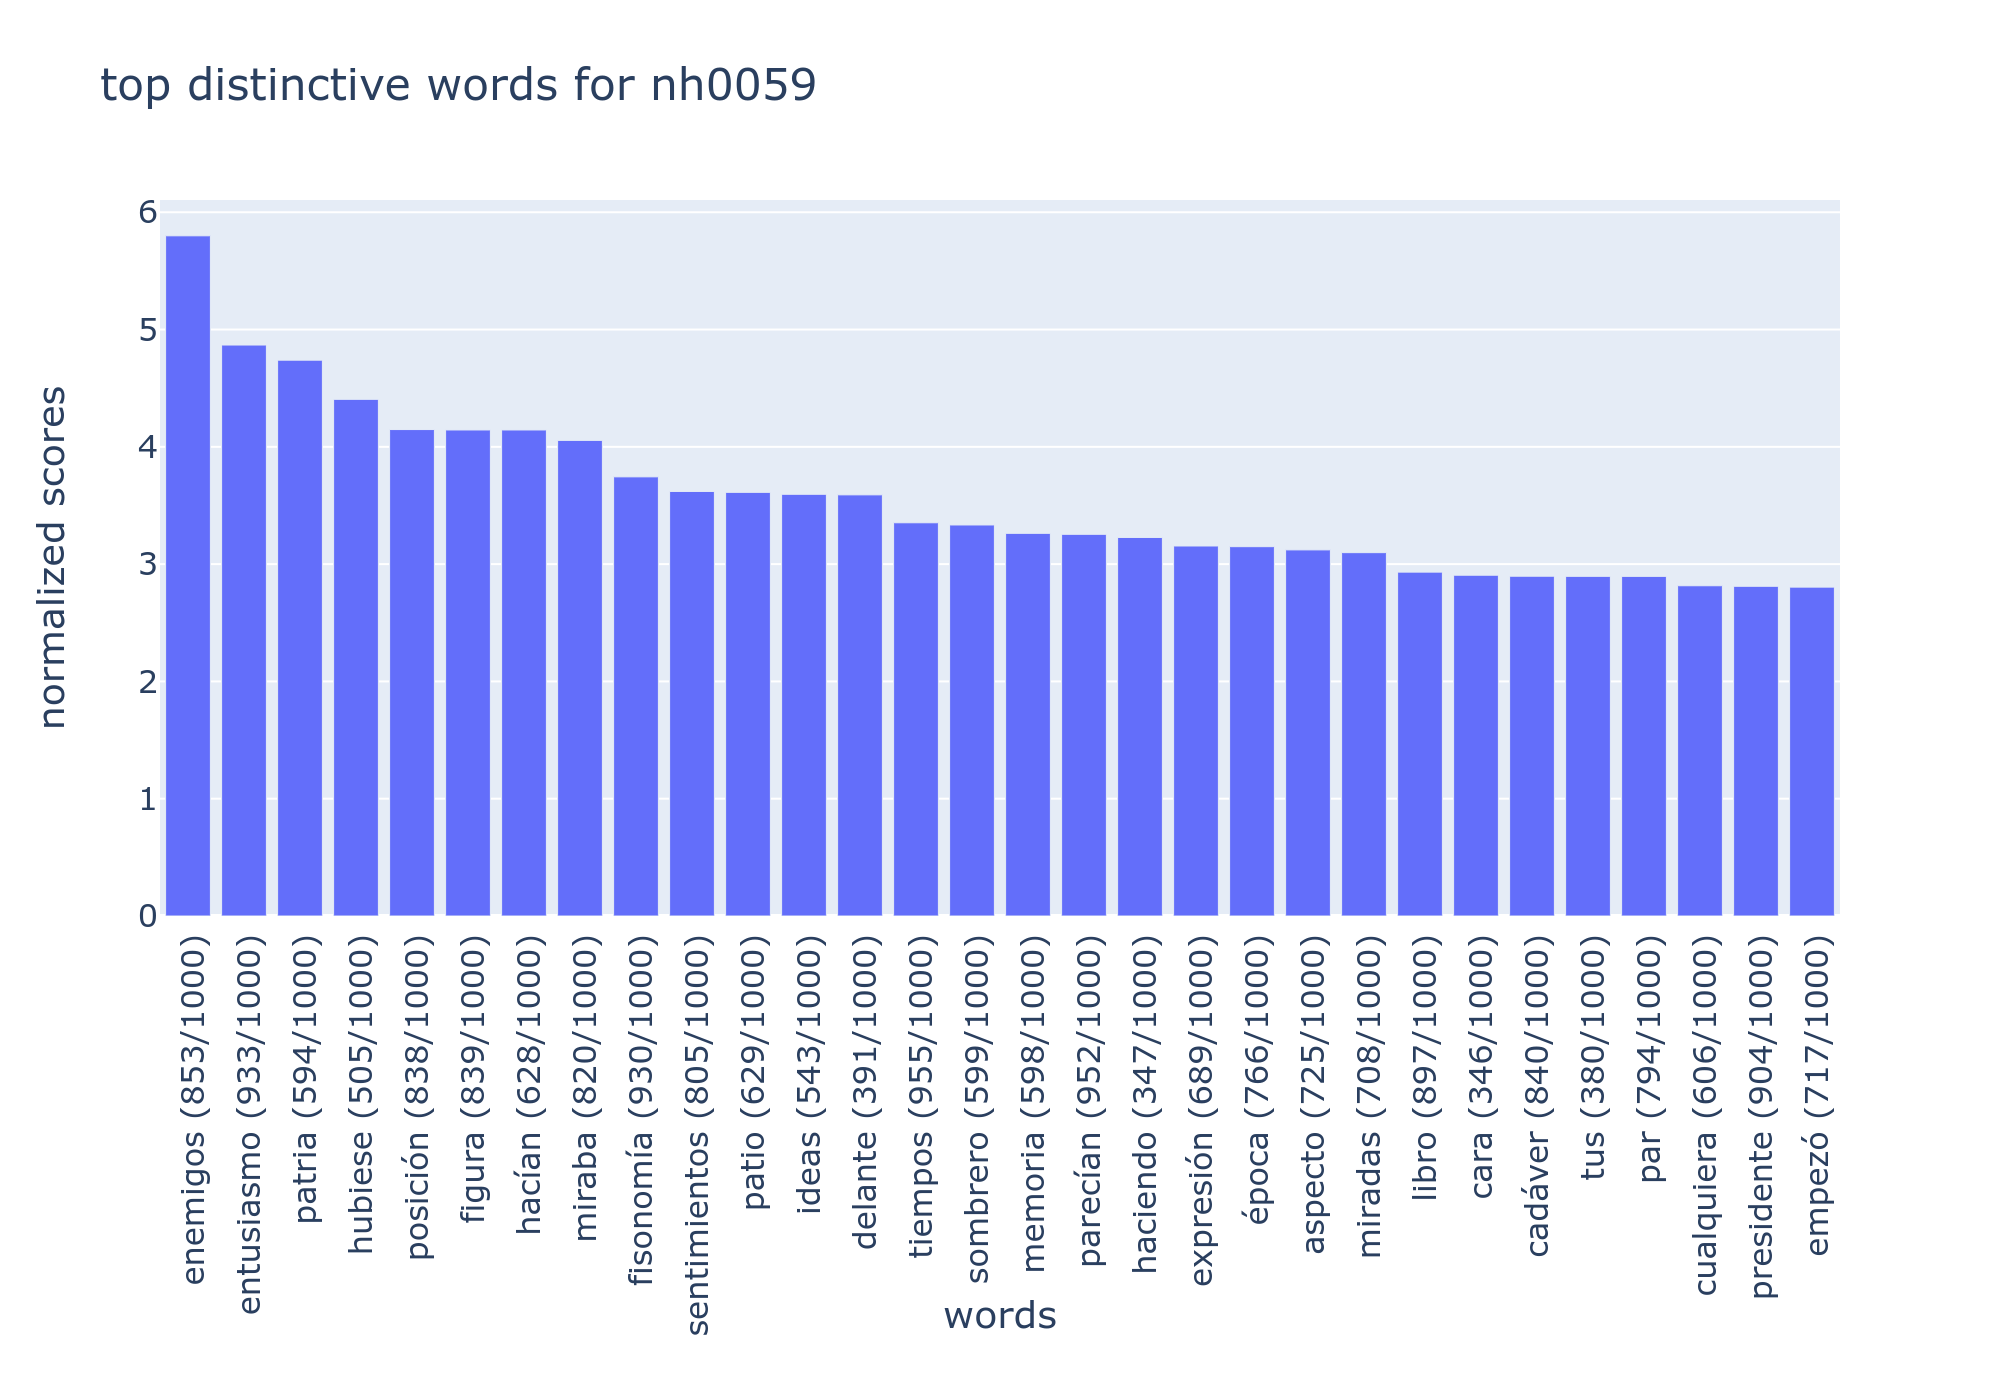 top distinctive words for nh0059
normalized scores
6
5
4
3
2
1
0
enemigos (853/1000)
entusiasmo (933/1000)
patria (594/1000)
hubiese (505/1000)
posición (838/1000)
figura (839/1000)
hacían (628/1000)
miraba (820/1000)
fisonomía (930/1000)
sentimientos (805/1000)
patio (629/1000)
ideas (543/1000)
delante (391/1000)
tiempos (955/1000)
sombrero (599/1000)
memoria (598/1000)
parecían (952/1000)
haciendo (347/1000)
expresión (689/1000)
época (766/1000)
aspecto (725/1000)
miradas (708/1000)
libro (897/1000)
cara (346/1000)
cadáver (840/1000)
tus (380/1000)
par (794/1000)
cualquiera (606/1000)
presidente (904/1000)
empezó (717/1000)
words